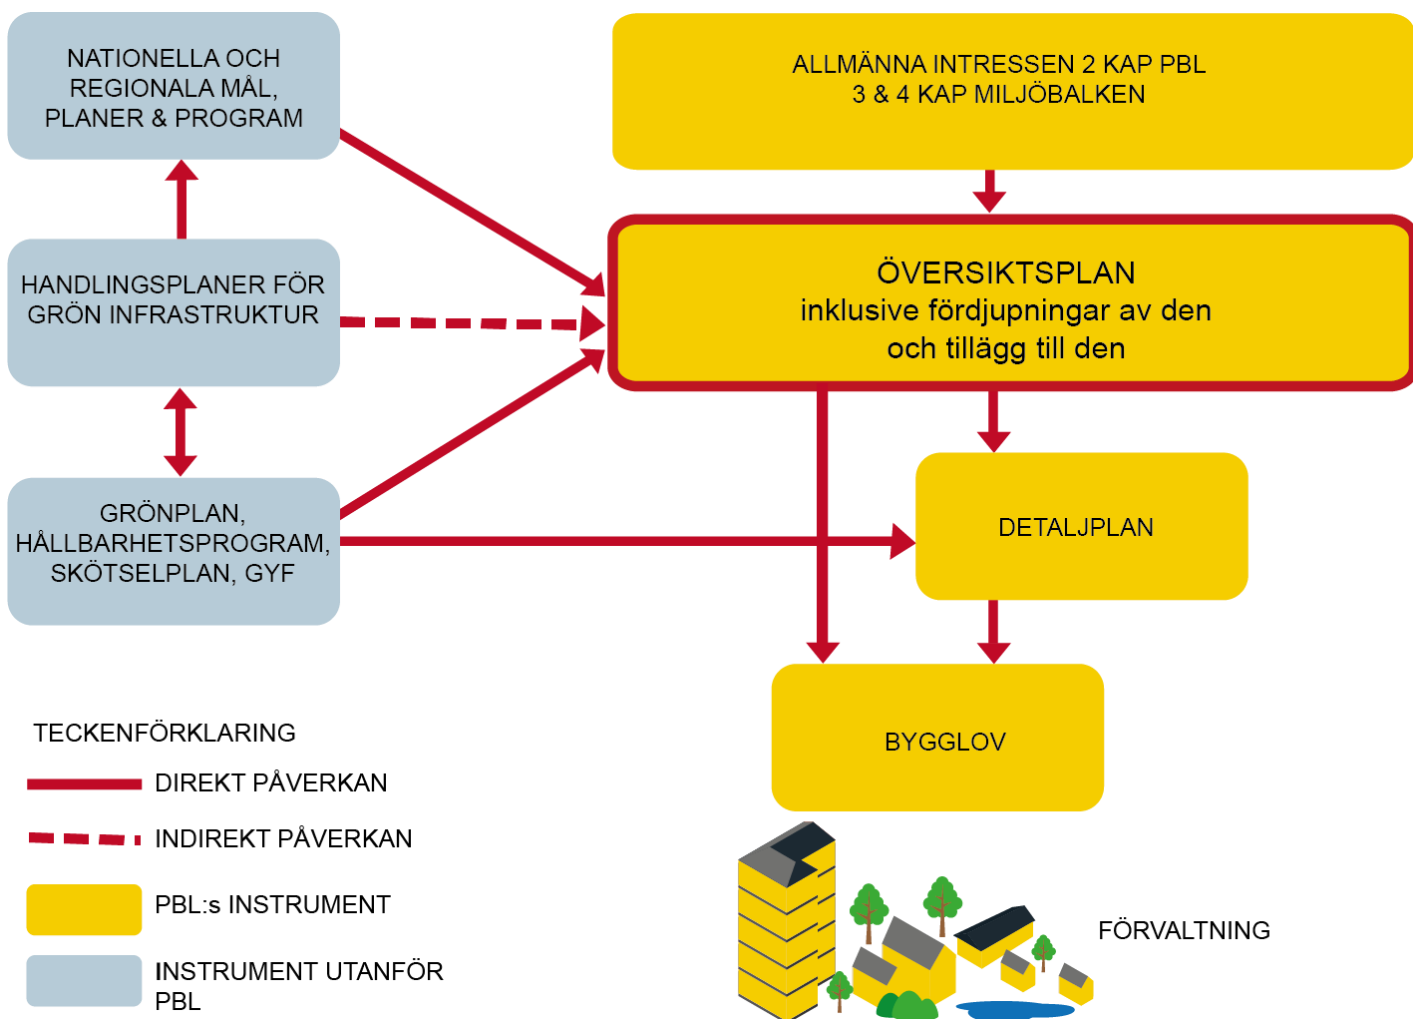 NATIONELLA OCH
REGIONALA MÅL,
PLANER & PROGRAM
ALLMÄNNA INTRESSEN 2 KAP PBL
3 & 4 KAP MILJÖBALKEN
HANDLINGSPLANER FÖR
GRÖN INFRASTRUKTUR
ÖVERSIKTSPLAN
inklusive fördjupningar av den
och tillägg till den
GRÖNPLAN,
HÅLLBARHETSPROGRAM,
SKÖTSELPLAN, GYF
DETALJPLAN
BYGGLOV
TECKENFÖRKLARING
DIREKT PÅVERKAN
INDIREKT PÅVERKAN
PBL:s INSTRUMENT
INSTRUMENT UTANFÖR
PBL
FÖRVALTNING